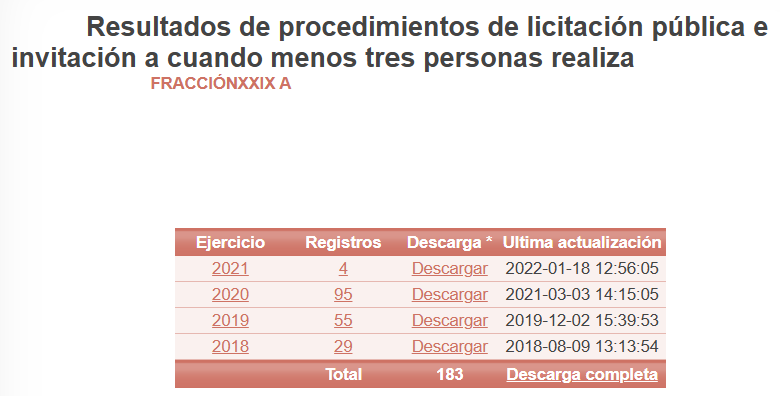 Resultados de procedimientos de licitación pública e
invitación a cuando menos tres personas realiza
FRACCIÓNXXIX A
Ejercicio Registros Descarga * Ultima actualización
2021 4 Descargar 2022-01-18 12:56:05
2020 95 Descargar 2021-03-03 14:15:05
2019 55 Descargar 2019-12-02 15:39:53
2018 29 Descargar 2018-08-09 13:13:54
Total 183 Descarga completa